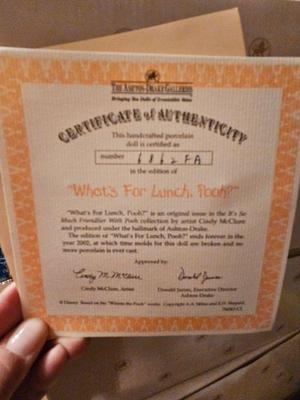 THE ASHTON-DRAKE GALLERIES
Bringing You Dolls of Irresistible Value
CERTIFICATE of AUTHENTICITY
This handcrafted porcelain
doll is certified as
number 6862FA
in the edition of
"What's For Lunch, Pooh?"
"What's For Lunch, Pooh?" is an original issue in the It's So
Much Friendlier With Pooh collection by artist Cindy McClure
and produced under the hallmark of Ashton-Drake.
The edition of "What's For Lunch, Pooh?" ends forever in the
year 2002, at which time molds for this doll are broken and no
more porcelain is ever cast.
Approved by:
Cindy M. McClure
Cindy McClure, Artist
Donald Jurson, Executive Director
Ashton-Drake
© Disney Based on the "Winnie the Pooh" works Copyright A.A. Milne and E.H. Shepard